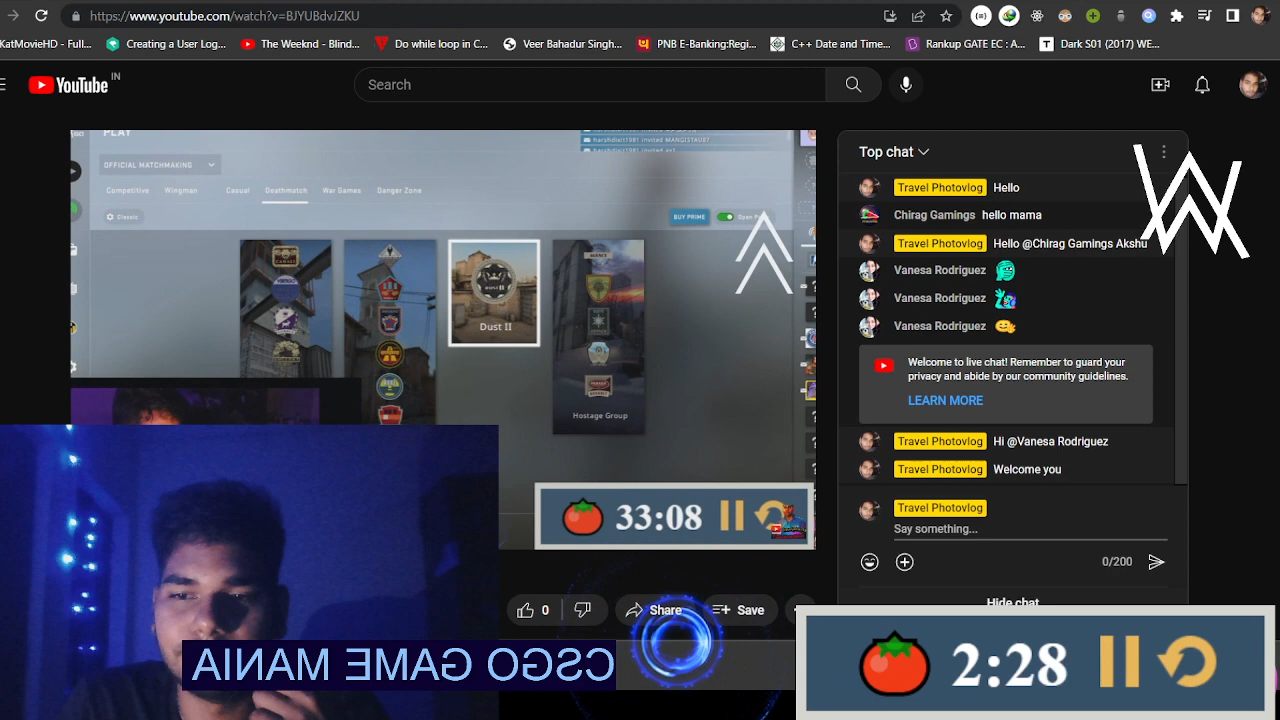 https://www.youtube.com/watch?v=BJYUBdvJZKU
KatMovieHD - Full...
Creating a User Log...
The Weeknd - Blind...
Do while loop in C...
Veer Bahadur Singh...
PNB E-Banking:Regi...
C++ Date and Time...
Rankup GATE EC : A...
Dark S01 (2017) WE...
YouTube IN
Search
PLAY
harshdixit1981 invited MANGISTAU87
OFFICIAL MATCHMAKING
Competitive Wingman Casual Deathmatch War Games Danger Zone
Classic
BUY PRIME
Dust II
Hostage Group
33:08
Top chat
Travel Photovlog Hello
Chirag Gamings hello mama
Travel Photovlog Hello @Chirag Gamings Akshu
Vanesa Rodriguez
Vanesa Rodriguez
Vanesa Rodriguez
Welcome to live chat! Remember to guard your
privacy and abide by our community guidelines.
LEARN MORE
Travel Photovlog Hi @Vanesa Rodriguez
Travel Photovlog Welcome you
Travel Photovlog
Say something...
0/200
Hide chat
0
Share
Save
CSGO GAME MANIA
2:28